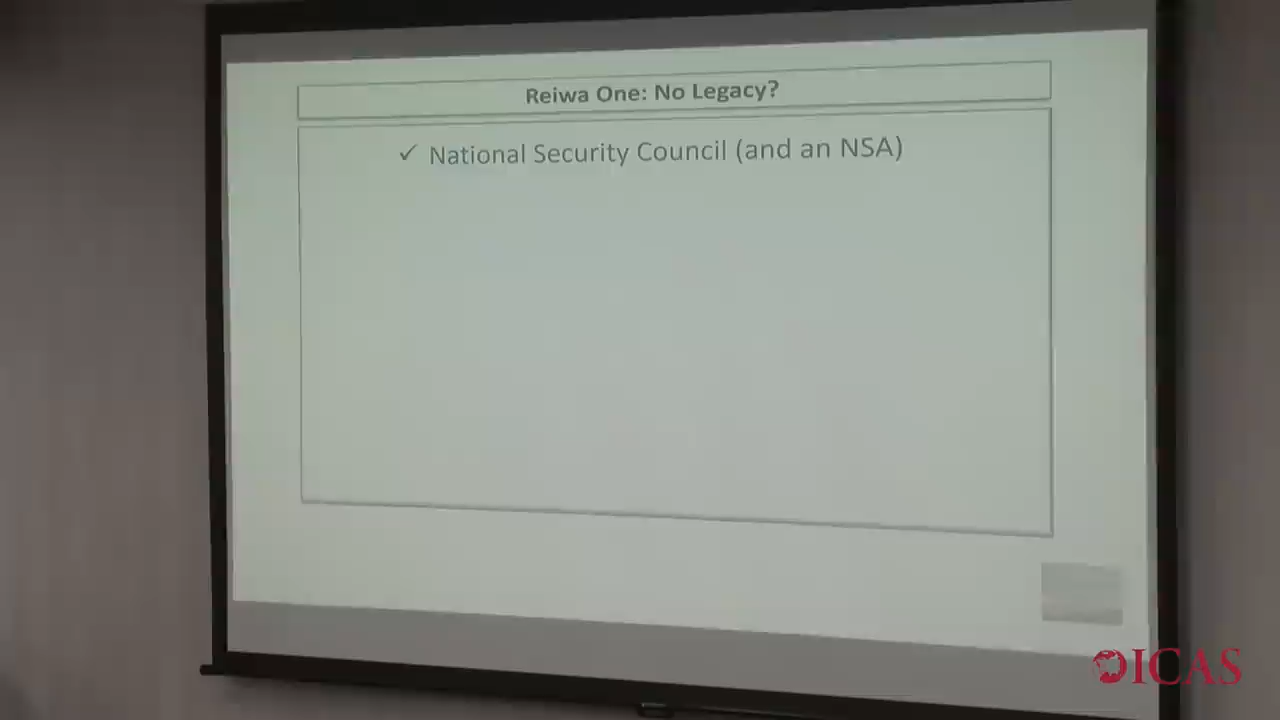 Reiwa One: No Legacy?
✓ National Security Council (and an NSA)
ICAS